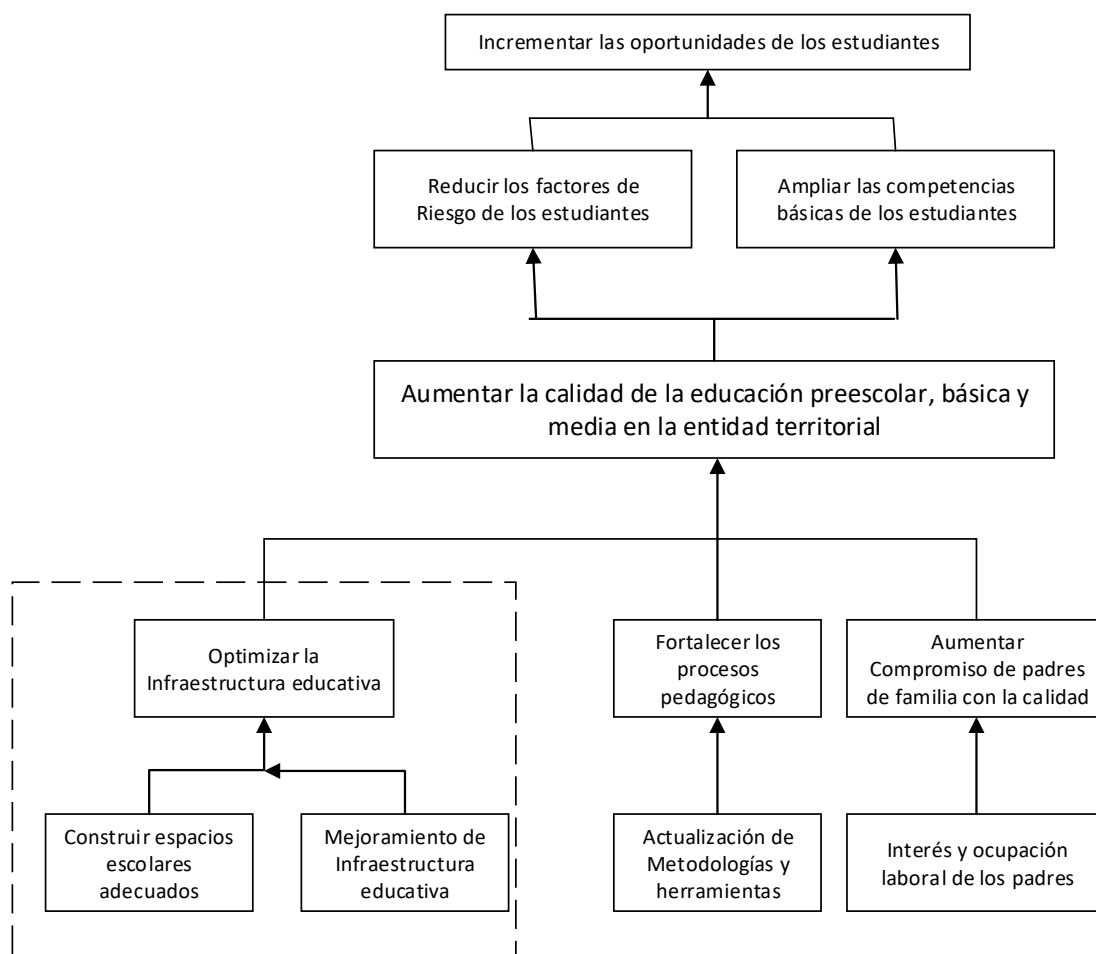 Incrementar las oportunidades de los estudiantes
Reducir los factores de
Riesgo de los estudiantes
Ampliar las competencias
básicas de los estudiantes
Aumentar la calidad de la educación preescolar, básica y
media en la entidad territorial
Optimizar la
Infraestructura educativa
Fortalecer los
procesos
pedagógicos
Aumentar
Compromiso de padres
de familia con la calidad
Construir espacios
escolares
adecuados
Mejoramiento de
Infraestructura
educativa
Actualización de
Metodologías y
herramientas
Interés y ocupación
laboral de los padres